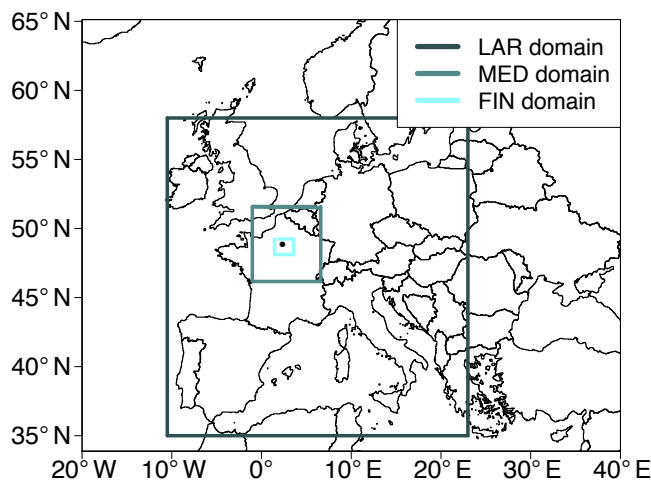 65° N
60° N
55° N
50° N
45° N
40° N
35° N
20° W
10° W
0°
10° E
20° E
30° E
40° E
LAR domain
MED domain
FIN domain